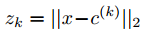 z_k = ||x−c^(k)||_2